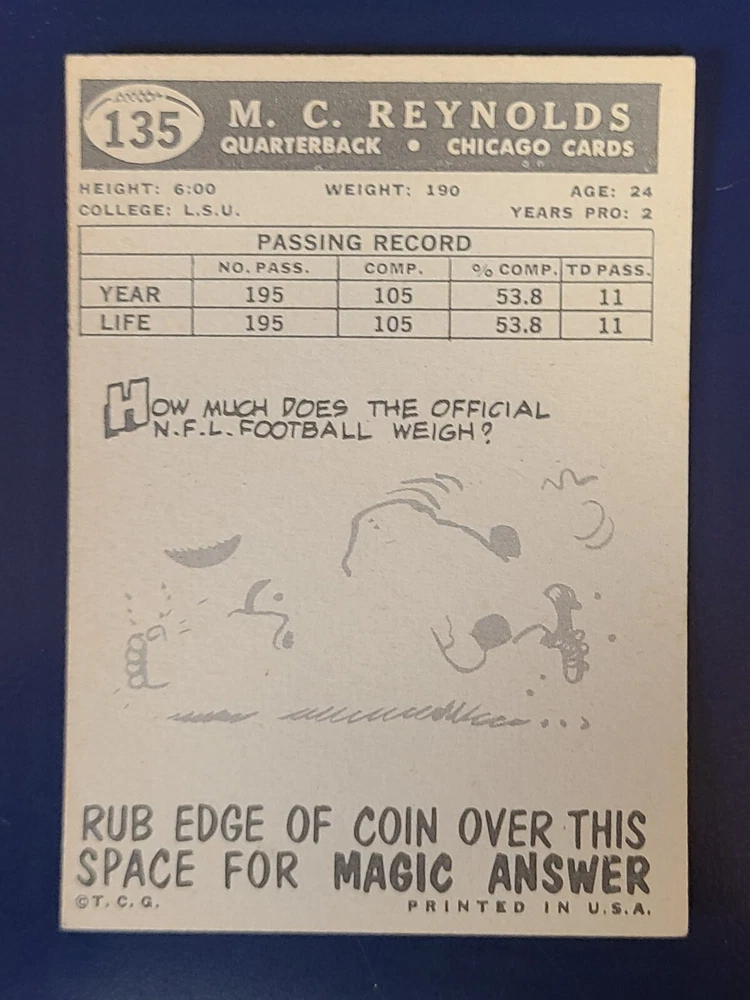 135
M. C. REYNOLDS
QUARTERBACK • CHICAGO CARDS
HEIGHT: 6:00 WEIGHT: 190 AGE: 24
COLLEGE: L.S.U. YEARS PRO: 2
PASSING RECORD
NO. PASS. COMP. % COMP. TD PASS.
YEAR 195 105 53.8 11
LIFE 195 105 53.8 11
HOW MUCH DOES THE OFFICIAL
N.F.L. FOOTBALL WEIGH?
RUB EDGE OF COIN OVER THIS
SPACE FOR MAGIC ANSWER
©T. C. G. PRINTED IN U.S.A.